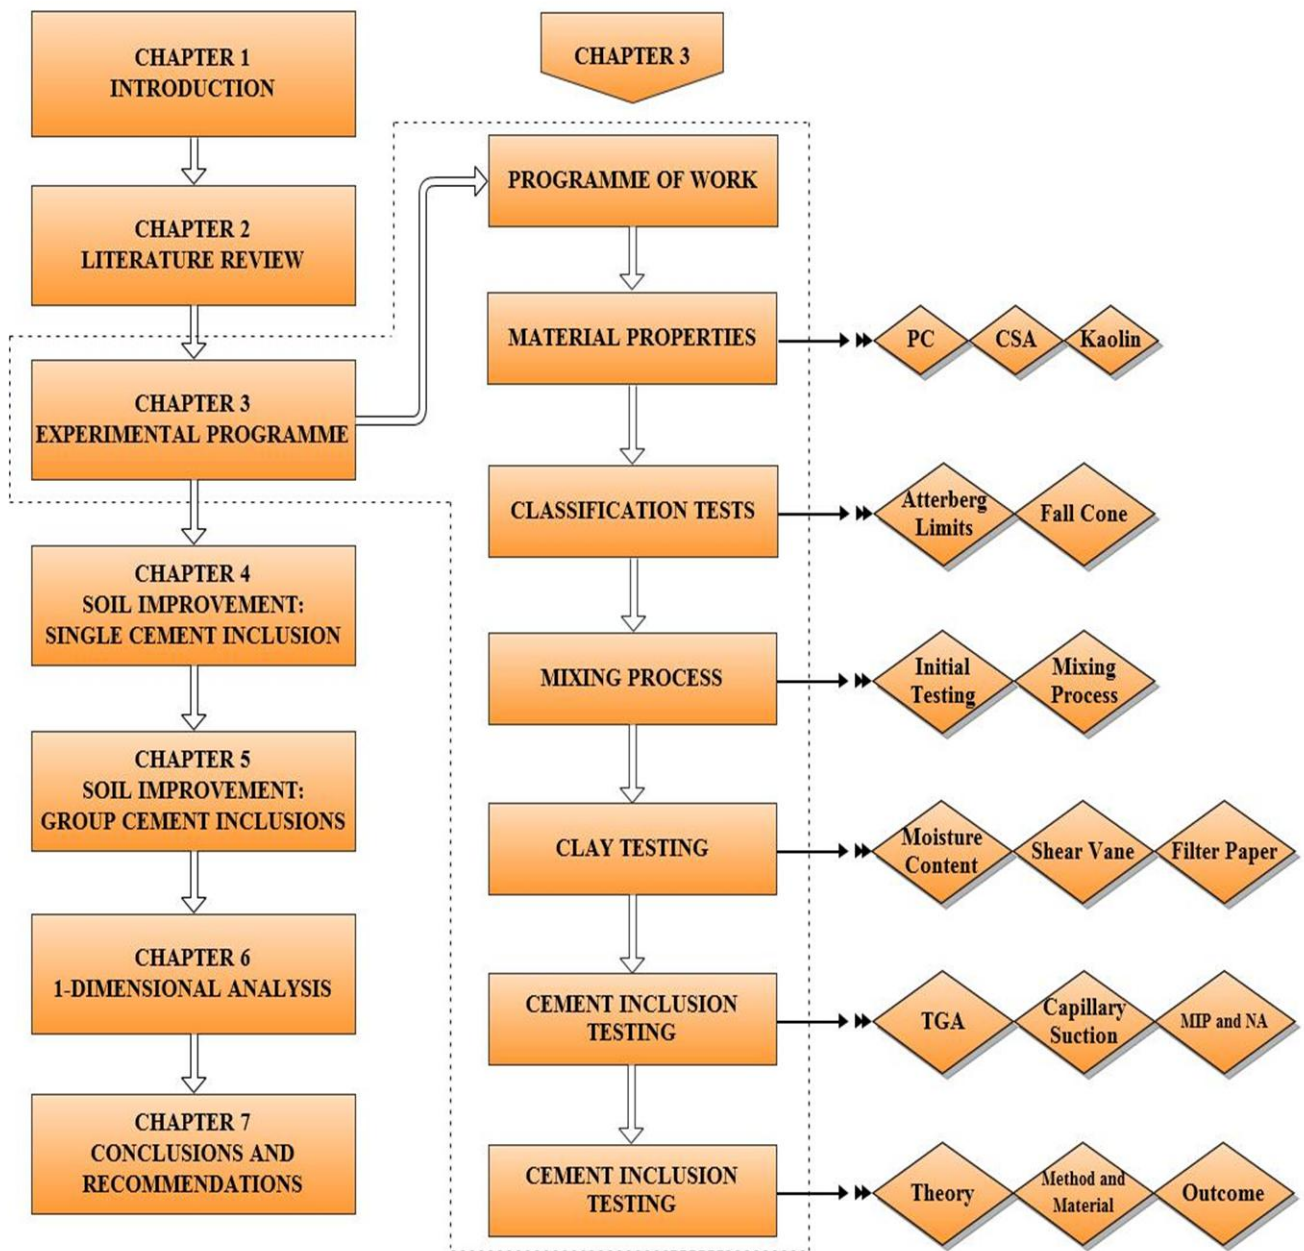 CHAPTER 1
INTRODUCTION
CHAPTER 2
LITERATURE REVIEW
CHAPTER 3
EXPERIMENTAL PROGRAMME
CHAPTER 4
SOIL IMPROVEMENT:
SINGLE CEMENT INCLUSION
CHAPTER 5
SOIL IMPROVEMENT:
GROUP CEMENT INCLUSIONS
CHAPTER 6
1-DIMENSIONAL ANALYSIS
CHAPTER 7
CONCLUSIONS AND
RECOMMENDATIONS
CHAPTER 3
PROGRAMME OF WORK
MATERIAL PROPERTIES
PC
CSA
Kaolin
CLASSIFICATION TESTS
Atterberg
Limits
Fall Cone
MIXING PROCESS
Initial
Testing
Mixing
Process
CLAY TESTING
Moisture
Content
Shear Vane
Filter Paper
CEMENT INCLUSION
TESTING
TGA
Capillary
Suction
MIP and NA
CEMENT INCLUSION
TESTING
Theory
Method and
Material
Outcome